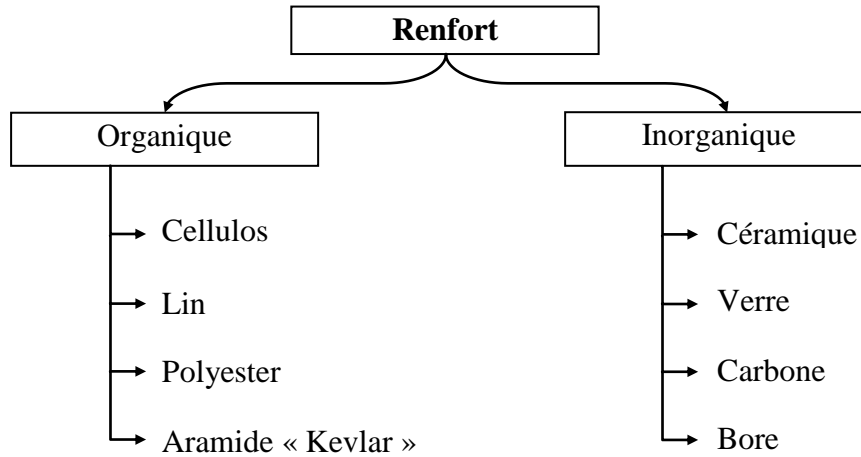 Renfort
Organique
Inorganique
Cellulos
Lin
Polyester
Aramide « Kevlar »
Céramique
Verre
Carbone
Bore